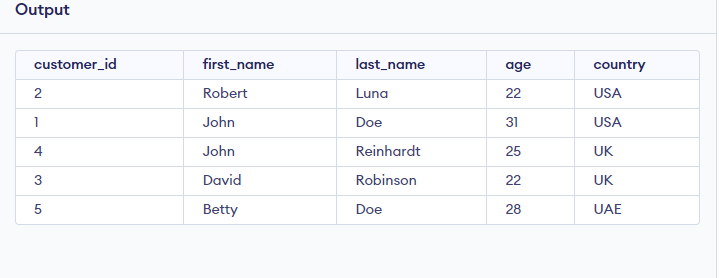 Output
customer_id first_name last_name age country
2 Robert Luna 22 USA
1 John Doe 31 USA
4 John Reinhardt 25 UK
3 David Robinson 22 UK
5 Betty Doe 28 UAE